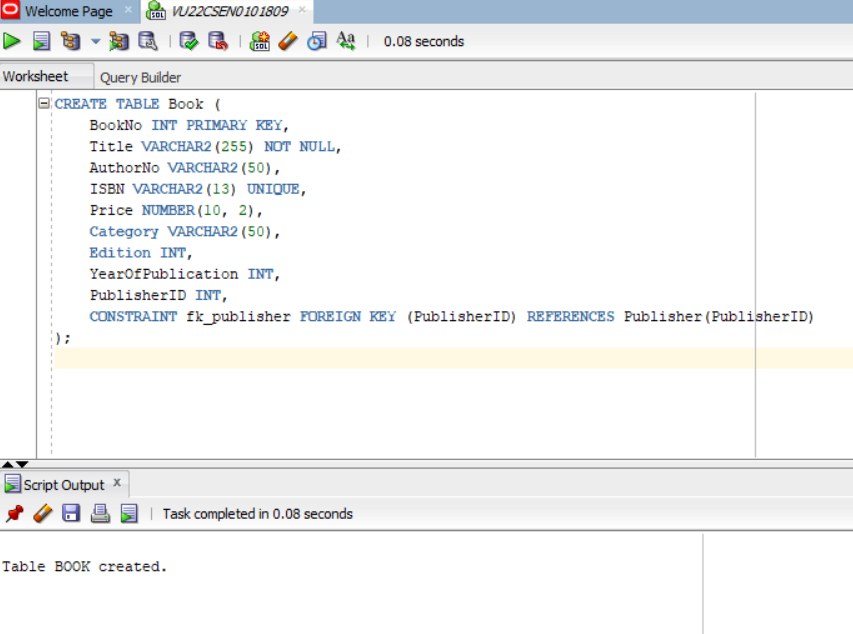 Welcome Page
VU22CSEN0101809
0.08 seconds
Worksheet
Query Builder
CREATE TABLE Book (
BookNo INT PRIMARY KEY,
Title VARCHAR2(255) NOT NULL,
AuthorNo VARCHAR2(50),
ISBN VARCHAR2(13) UNIQUE,
Price NUMBER(10, 2),
Category VARCHAR2(50),
Edition INT,
YearOfPublication INT,
PublisherID INT,
CONSTRAINT fk_publisher FOREIGN KEY (PublisherID) REFERENCES Publisher(PublisherID)
);
Script Output
Task completed in 0.08 seconds
Table BOOK created.